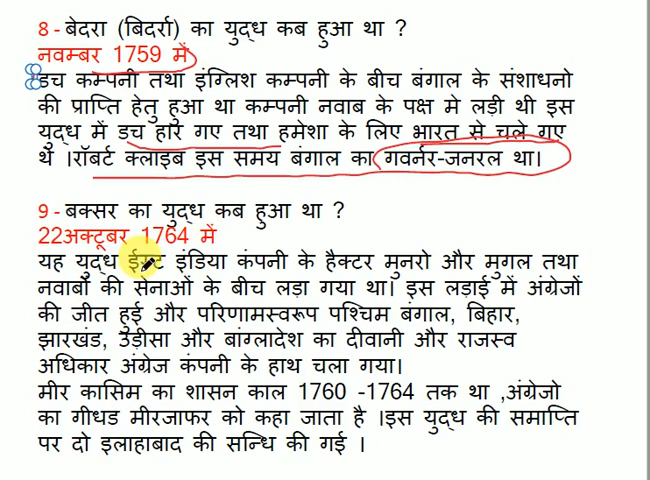 8 - बेदरा (बिदर्रा) का युद्ध कब हुआ था ?
नवम्बर 1759 में
डच कम्पनी तथा इंग्लिश कम्पनी के बीच बंगाल के संशाधनो
की प्राप्ति हेतु हुआ था कम्पनी नवाब के पक्ष मे लड़ी थी इस
युद्ध में डच हार गए तथा हमेशा के लिए भारत से चले गए
थे ।रॉबर्ट क्लाइब इस समय बंगाल का गवर्नर-जनरल था।
9 - बक्सर का युद्ध कब हुआ था ?
22अक्टूबर 1764 में
यह युद्ध ईस्ट इंडिया कंपनी के हैक्टर मुनरो और मुगल तथा
नवाबों की सेनाओं के बीच लड़ा गया था। इस लड़ाई में अंग्रेजों
की जीत हुई और परिणामस्वरूप पश्चिम बंगाल, बिहार,
झारखंड, उड़ीसा और बांग्लादेश का दीवानी और राजस्व
अधिकार अंग्रेज कंपनी के हाथ चला गया।
मीर कासिम का शासन काल 1760 -1764 तक था ,अंग्रेजो
का गीधड मीरजाफर को कहा जाता है ।इस युद्ध की समाप्ति
पर दो इलाहाबाद की सन्धि की गई ।